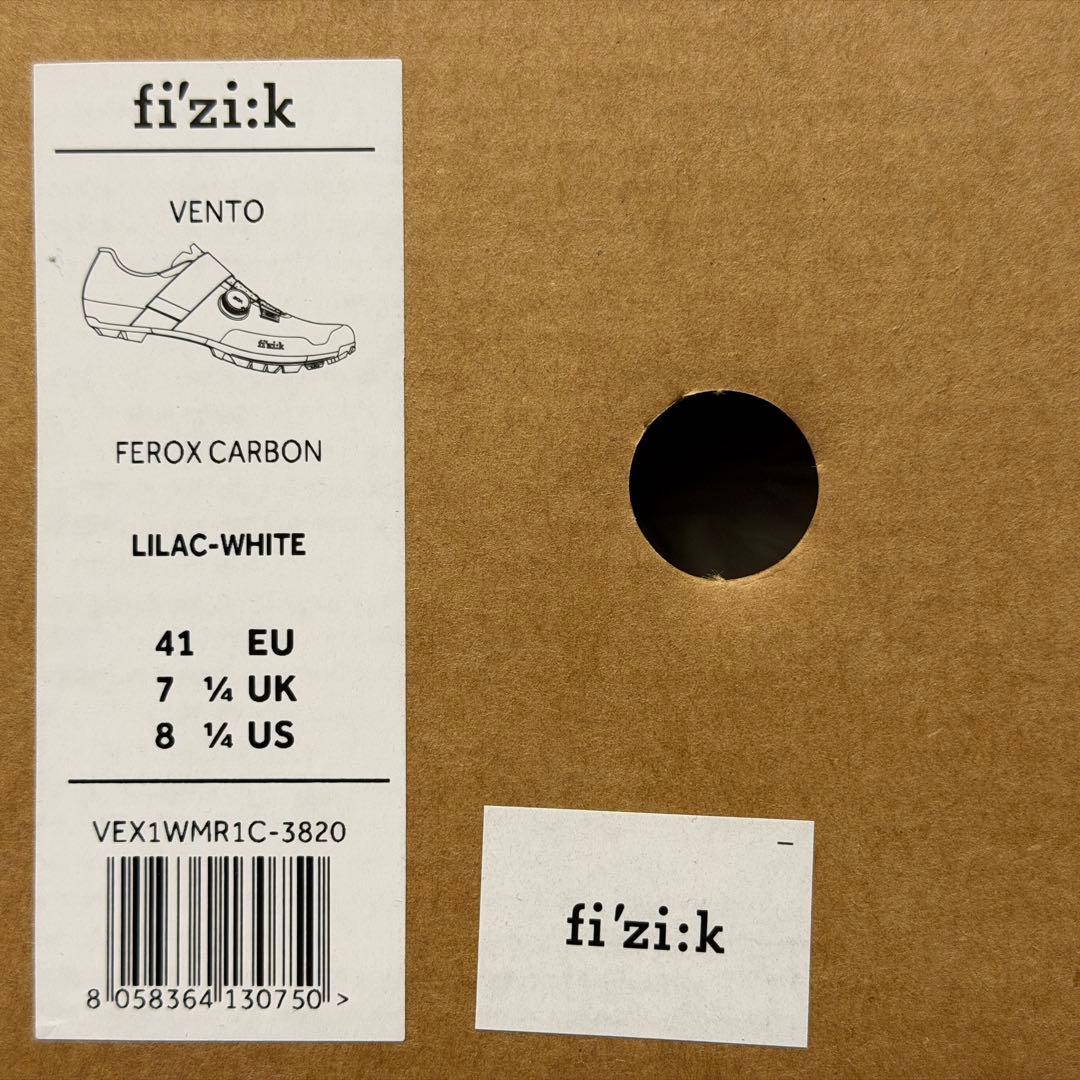 fi'zi:k
VENTO
fi'zi:k
FEROX CARBON
LILAC-WHITE
41 EU
7 ¼ UK
8 ¼ US
VEX1WMR1C-3820
8 058364 130750 >
fi'zi:k